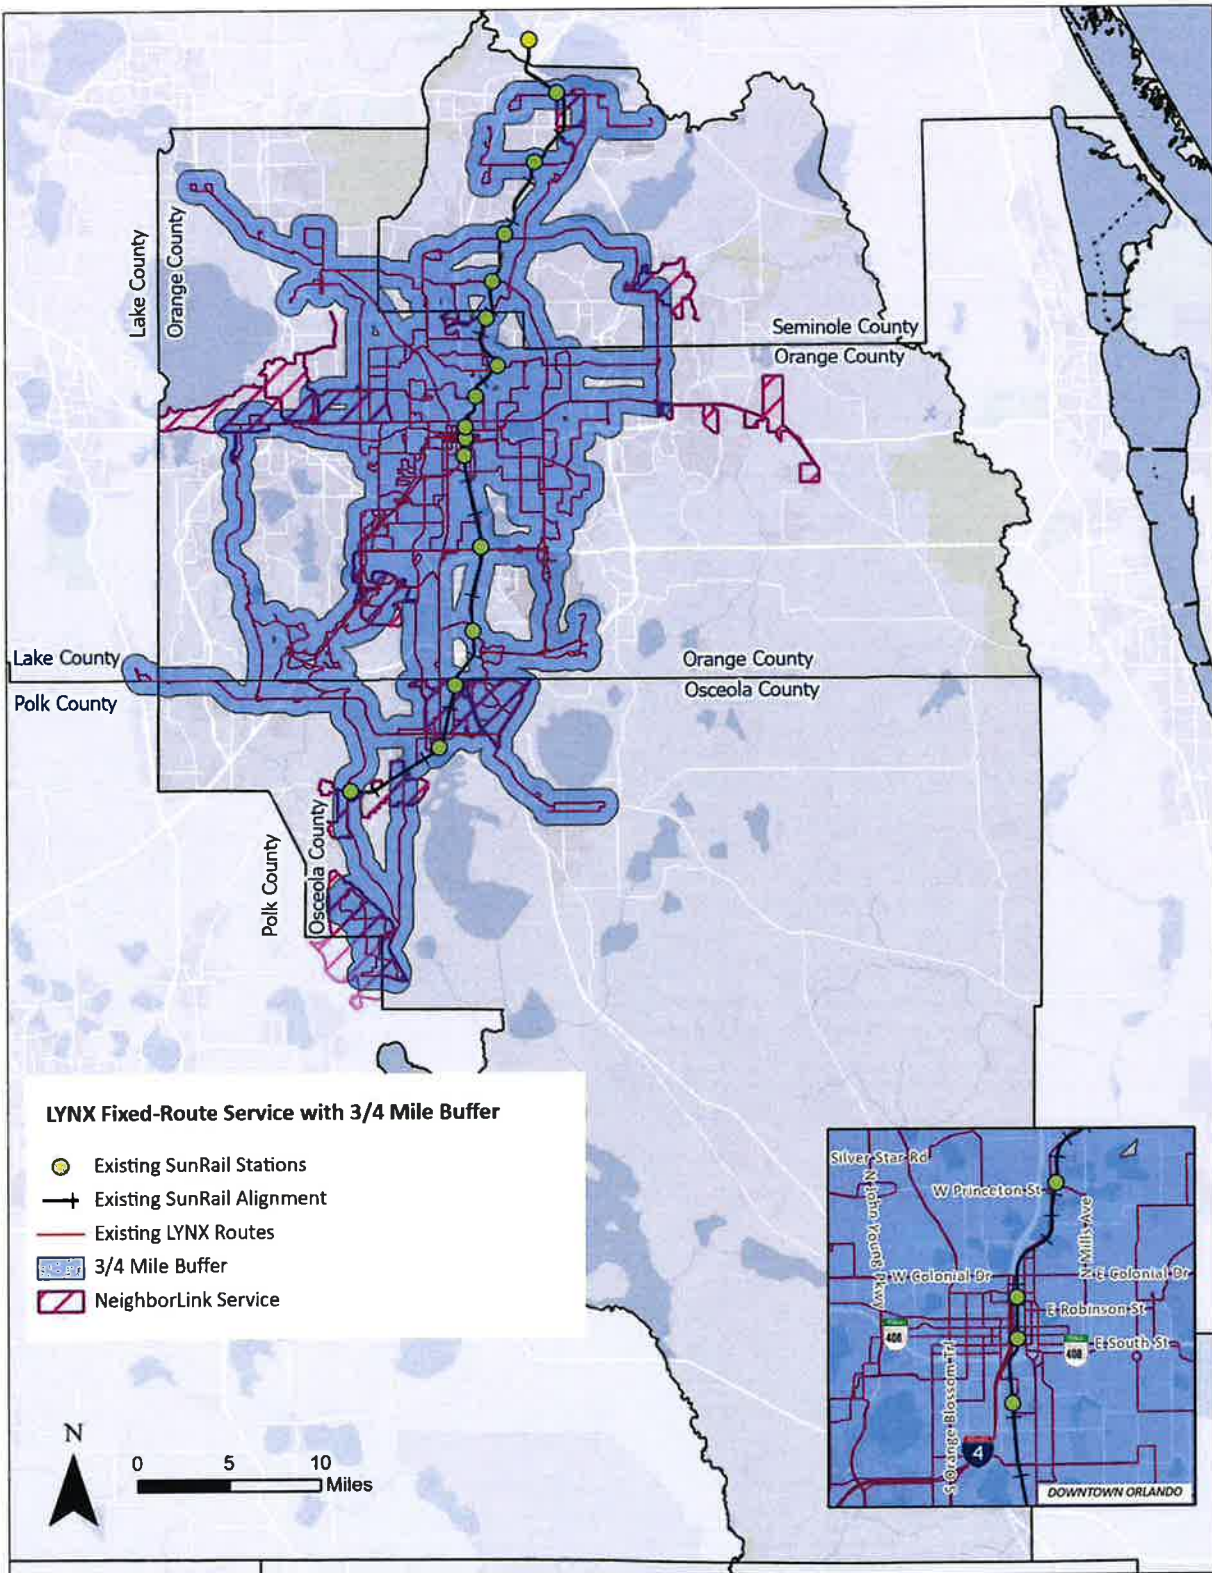 Lake County
Orange County
Seminole County
Orange County
Lake County
Polk County
Orange County
Osceola County
Polk County
Osceola County
LYNX Fixed-Route Service with 3/4 Mile Buffer
Existing SunRail Stations
Existing SunRail Alignment
Existing LYNX Routes
3/4 Mile Buffer
NeighborLink Service
N
0 5 10
Miles
Silver Star Rd
W Princeton St
N John Young Pkwy
N Mills Ave
W Colonial Dr
E Colonial Dr
E Robinson St
408
E South St
408
S Orange Blossom Trl
4
DOWNTOWN ORLANDO